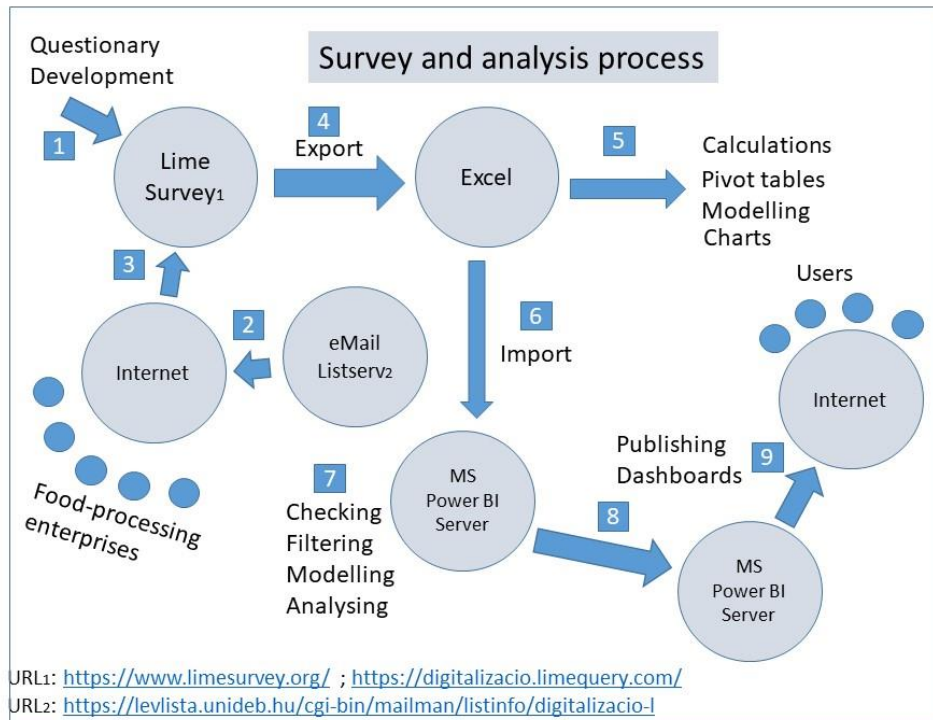 Survey and analysis process
Questionary
Development
1
Lime
Survey1
4
Export
Excel
5
Calculations
Pivot tables
Modelling
Charts
3
Internet
2
eMail
Listserv2
Food-processing
enterprises
6
Import
7
Checking
Filtering
Modelling
Analysing
MS
Power BI
Server
8
MS
Power BI
Server
Publishing
Dashboards
9
Users
Internet
URL1: https://www.limesurvey.org/ ; https://digitalizacio.limequery.com/
URL2: https://levlista.unideb.hu/cgi-bin/mailman/listinfo/digitalizacio-l